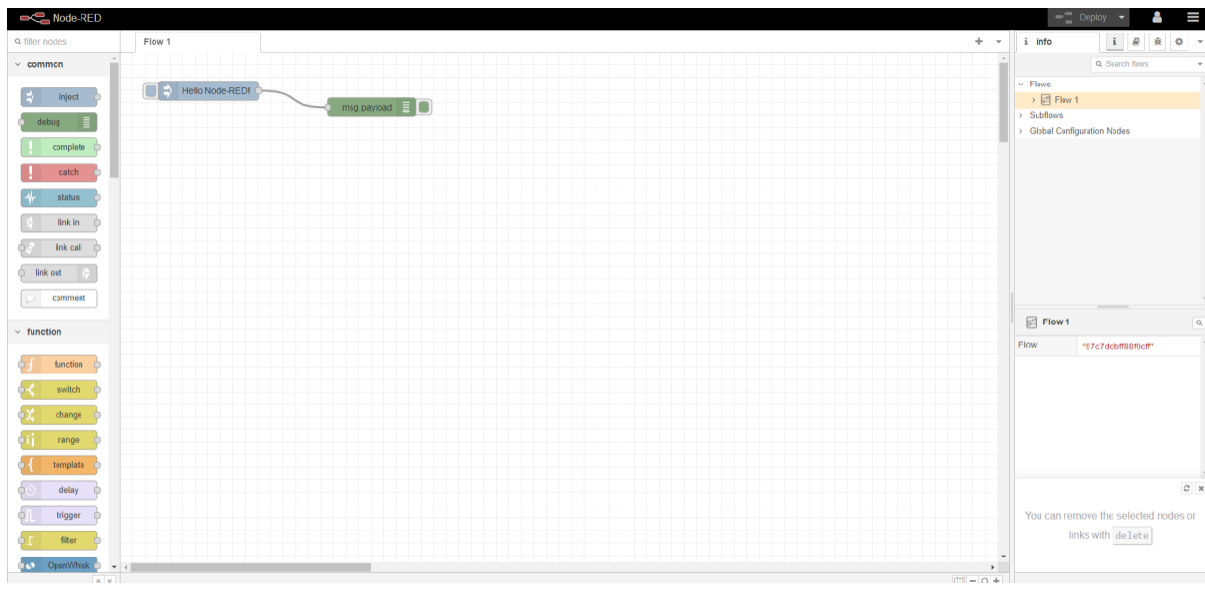 Node-RED
Deploy
filter nodes
Flow 1
info
common
Search flows
inject
Flows
Flow 1
debug
Subflows
Global Configuration Nodes
complete
catch
status
link in
link call
link out
comment
Hello Node-RED!
msg.payload
function
function
switch
change
range
template
delay
trigger
filter
OpenWhisk
Flow 1
Flow
You can remove the selected nodes or
links with delete